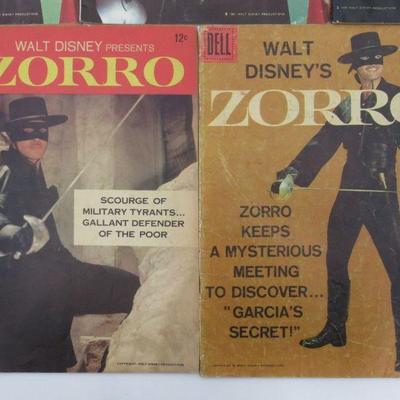 WALT DISNEY PRESENTS
12¢
ZORRO
SCOURGE OF
MILITARY TYRANTS...
GALLANT DEFENDER
OF THE POOR
DELL
WALT
DISNEY'S
ZORRO
ZORRO
KEEPS
A MYSTERIOUS
MEETING
TO DISCOVER...
"GARCIA'S
SECRET!"